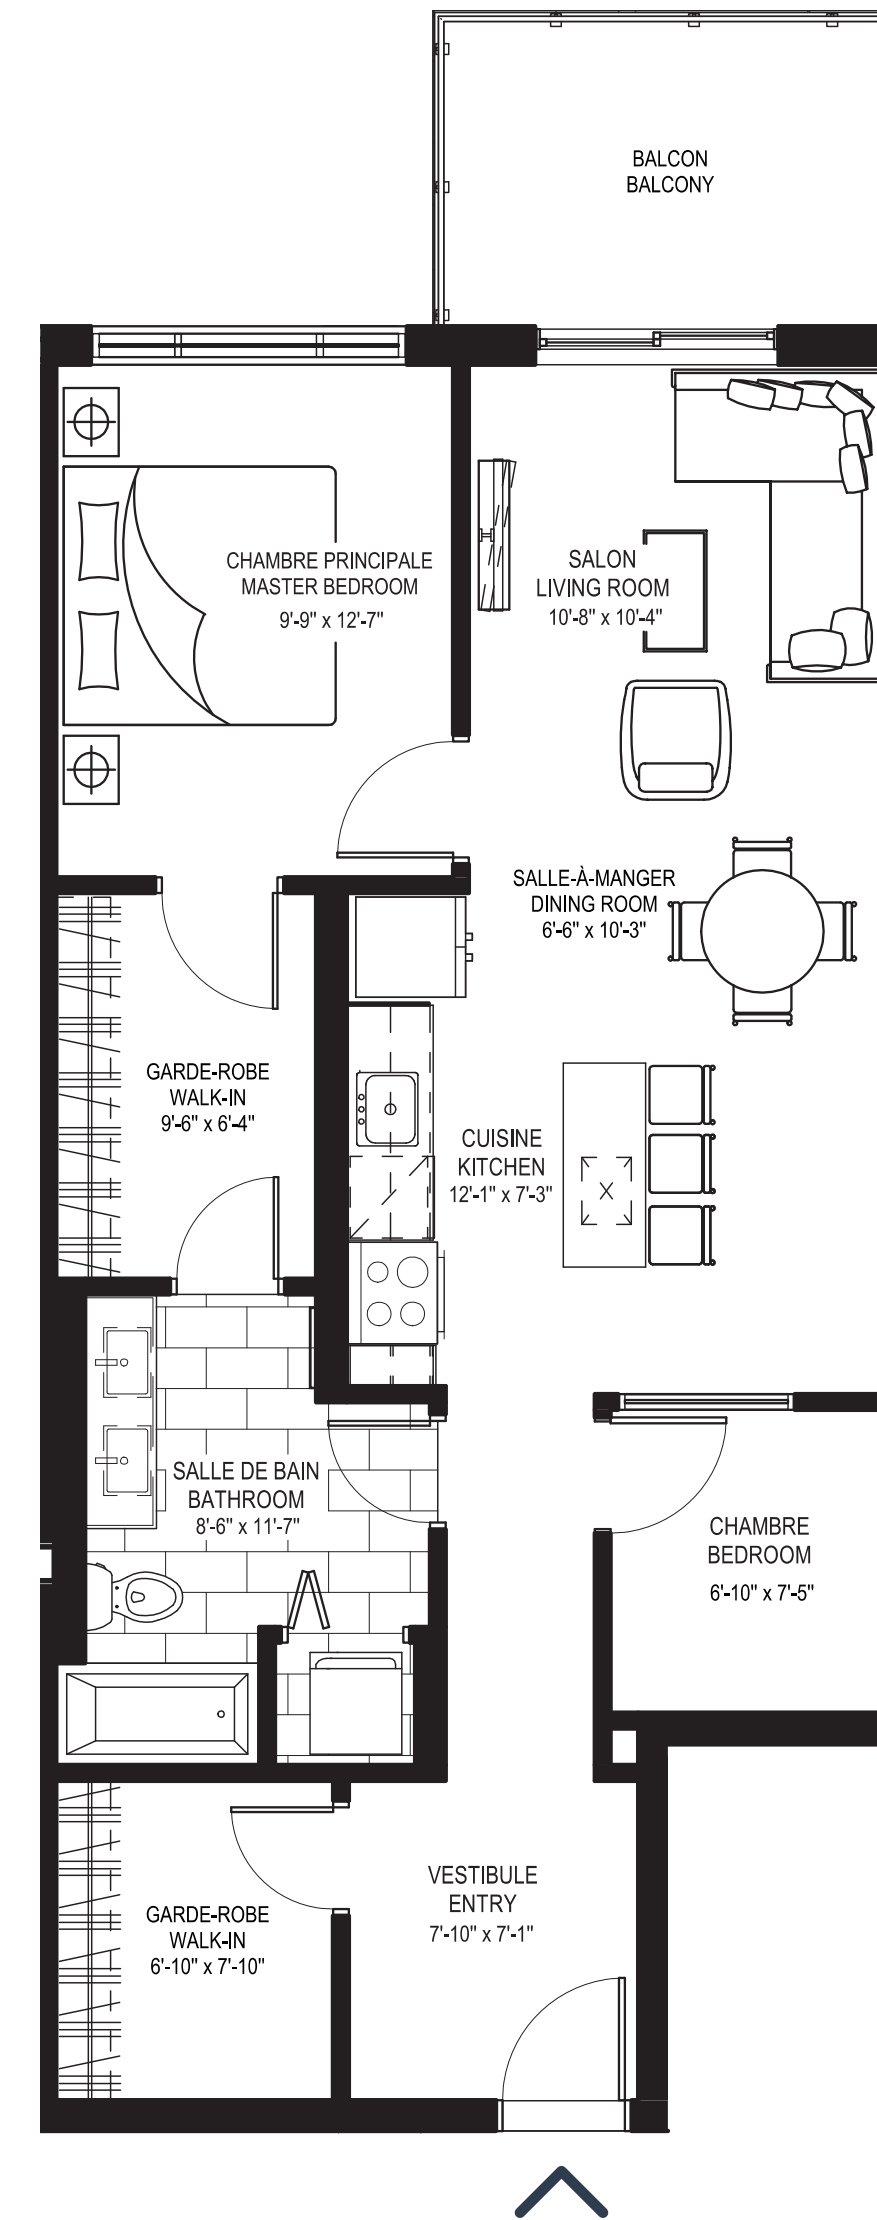 BALCON
BALCONY
CHAMBRE PRINCIPALE
MASTER BEDROOM
9'-9" x 12'-7"
SALON
LIVING ROOM
10'-8" x 10'-4"
SALLE-À-MANGER
DINING ROOM
6'-6" x 10'-3"
GARDE-ROBE
WALK-IN
9'-6" x 6'-4"
CUISINE
KITCHEN
12'-1" x 7'-3"
SALLE DE BAIN
BATHROOM
8'-6" x 11'-7"
CHAMBRE
BEDROOM
6'-10" x 7'-5"
VESTIBULE
ENTRY
7'-10" x 7'-1"
GARDE-ROBE
WALK-IN
6'-10" x 7'-10"